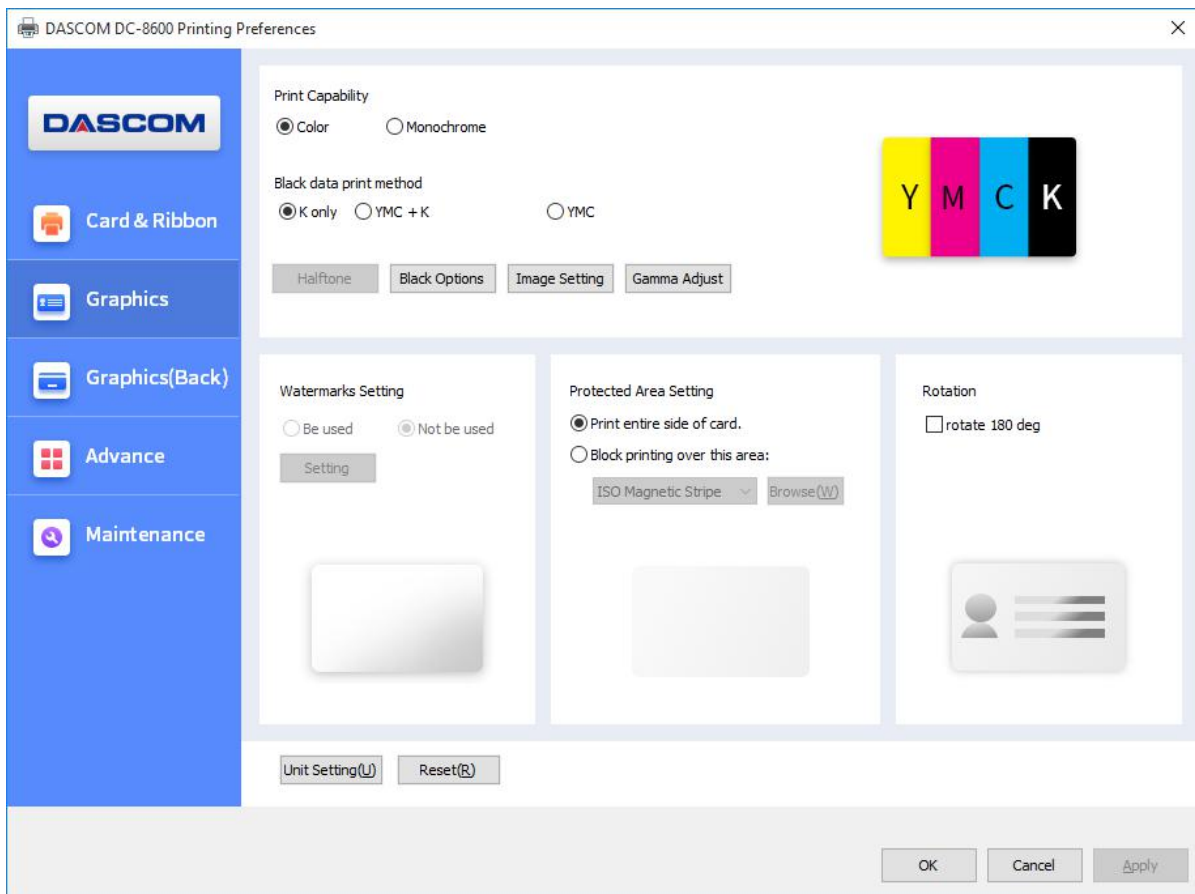 DASCOM DC-8600 Printing Preferences
DASCOM
Card & Ribbon
Graphics
Graphics(Back)
Advance
Maintenance
Print Capability
Color Monochrome
Black data print method
K only YMC + K YMC
Halftone Black Options Image Setting Gamma Adjust
Y M C K
Watermarks Setting
Be used Not be used
Setting
Protected Area Setting
Print entire side of card.
Block printing over this area:
ISO Magnetic Stripe Browse(W)
Rotation
rotate 180 deg
Unit Setting(U) Reset(R)
OK Cancel Apply